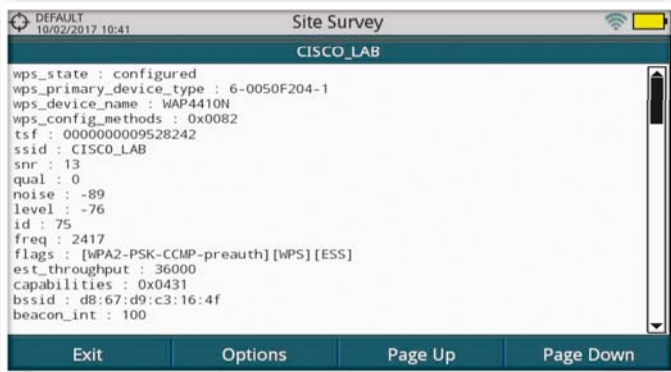 DEFAULT
10/02/2017 10:41
Site Survey
CISCO_LAB
wps_state : configured
wps_primary_device_type : 6-0050F204-1
wps_device_name : WAP4410N
wps_config_methods : 0x0082
tsf : 0000000009528242
ssid : CISCO_LAB
snr : 13
qual : 0
noise : -89
level : -76
id : 75
freq : 2417
flags : [WPA2-PSK-CCMP-preauth][WPS][ESS]
est_throughput : 36000
capabilities : 0x0431
bssid : d8:67:d9:c3:16:4f
beacon_int : 100
Exit
Options
Page Up
Page Down